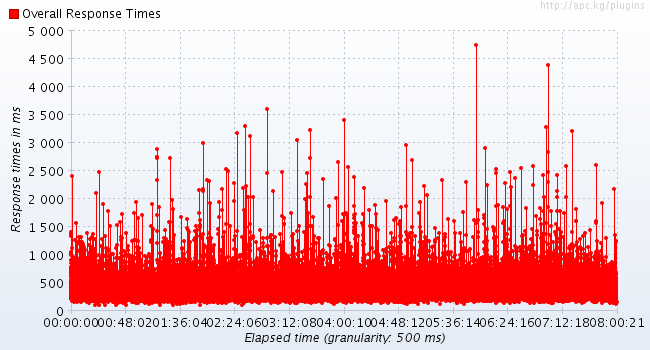 http://apc.kg/plugins
Overall Response Times
5 000
4 500
4 000
3 500
3 000
2 500
2 000
1 500
1 000
500
0
Response times in ms
00:00:00 00:48:02 01:36:04 02:24:06 03:12:08 04:00:10 04:48:12 05:36:14 06:24:16 07:12:18 08:00:21
Elapsed time (granularity: 500 ms)